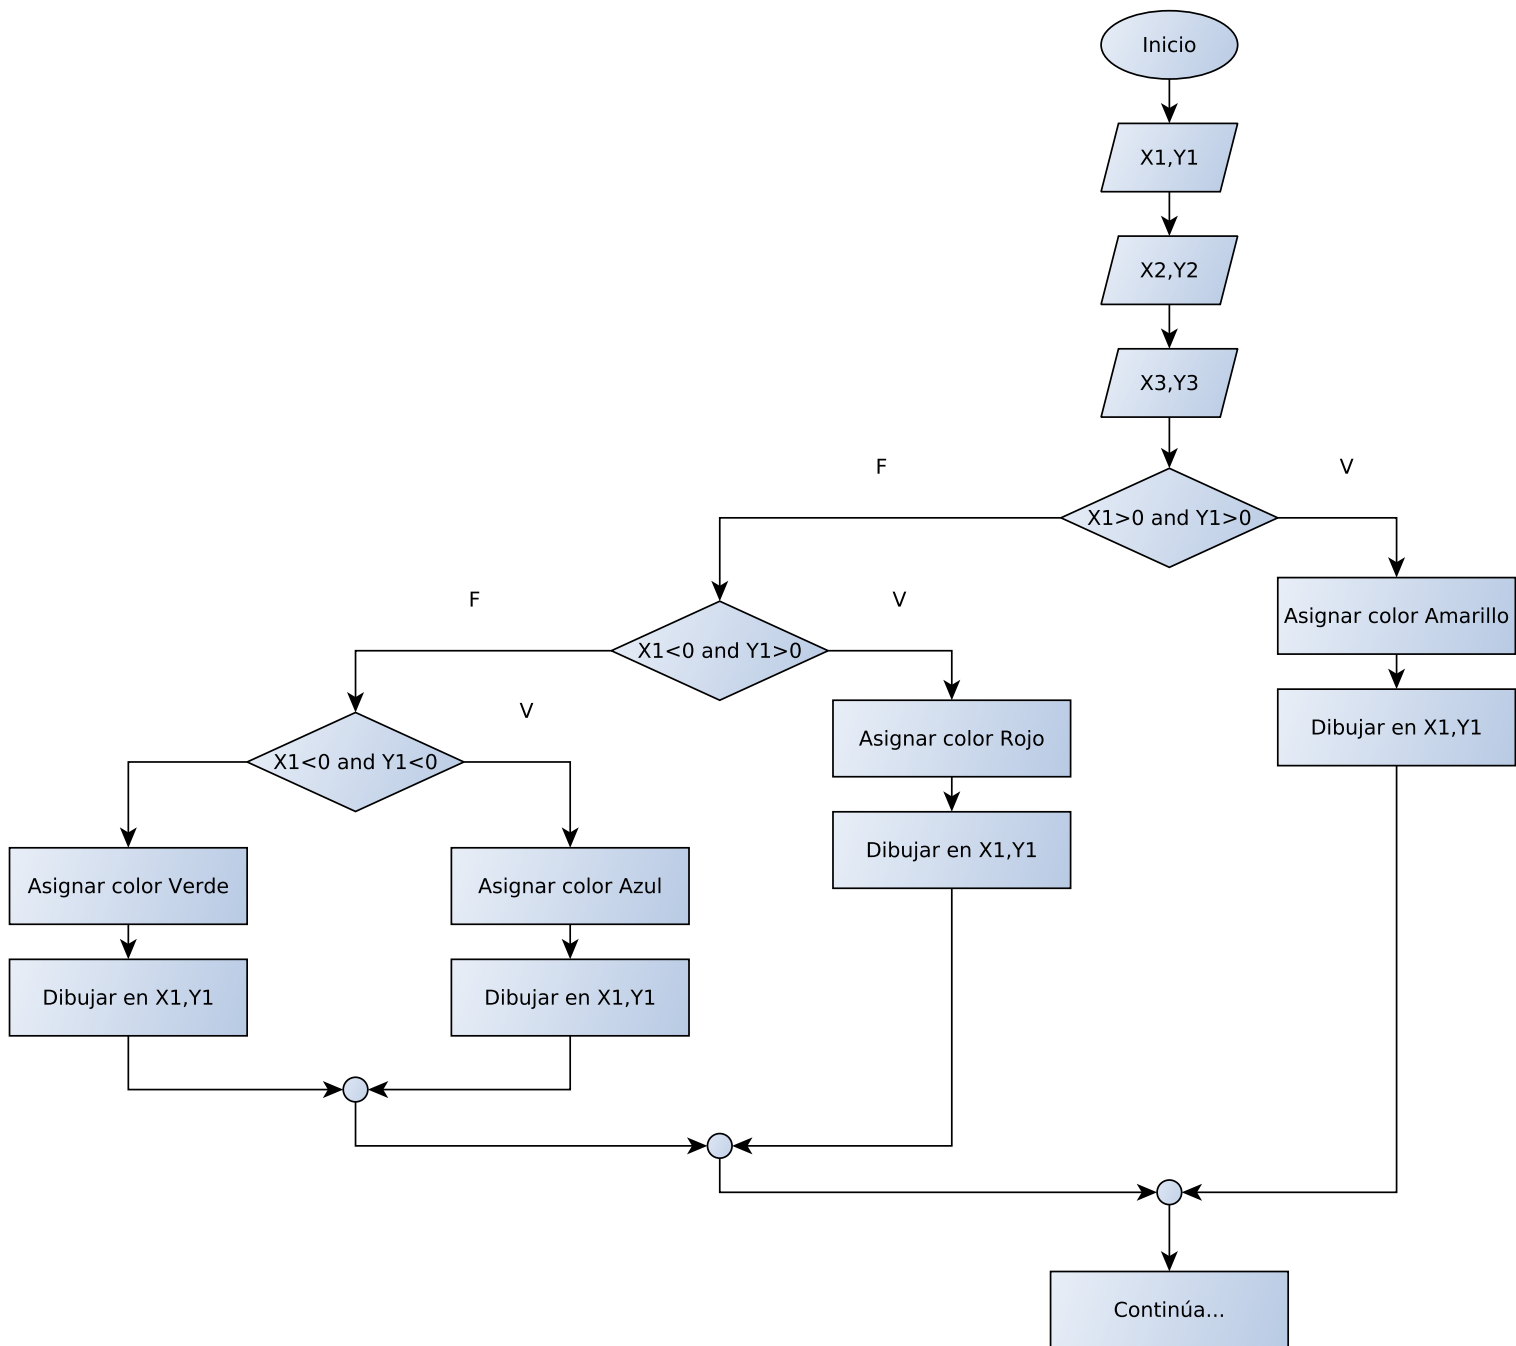 Inicio
X1,Y1
X2,Y2
X3,Y3
F
V
X1>0 and Y1>0
F
V
Asignar color Amarillo
X1<0 and Y1>0
V
Dibujar en X1,Y1
Asignar color Rojo
X1<0 and Y1<0
Dibujar en X1,Y1
Asignar color Verde
Asignar color Azul
Dibujar en X1,Y1
Dibujar en X1,Y1
Continúa...